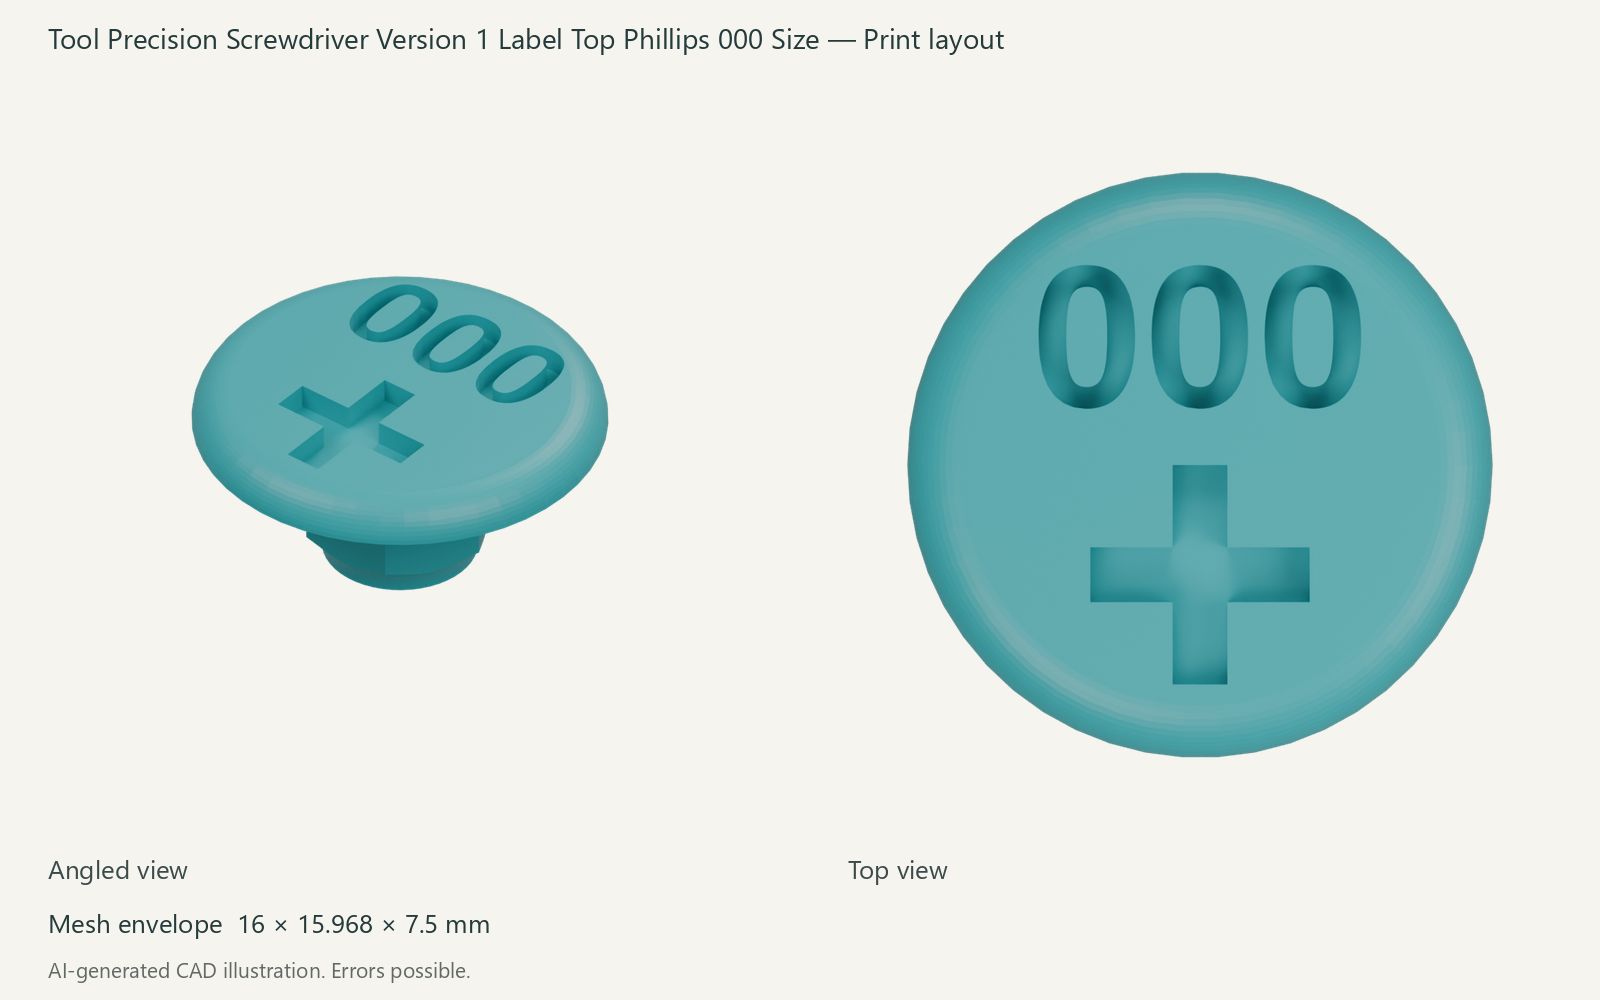 Tool Precision Screwdriver Version 1 Label Top Phillips 000 Size — Print layout
000
000
Angled view
Top view
Mesh envelope 16 × 15.968 × 7.5 mm
AI-generated CAD illustration. Errors possible.